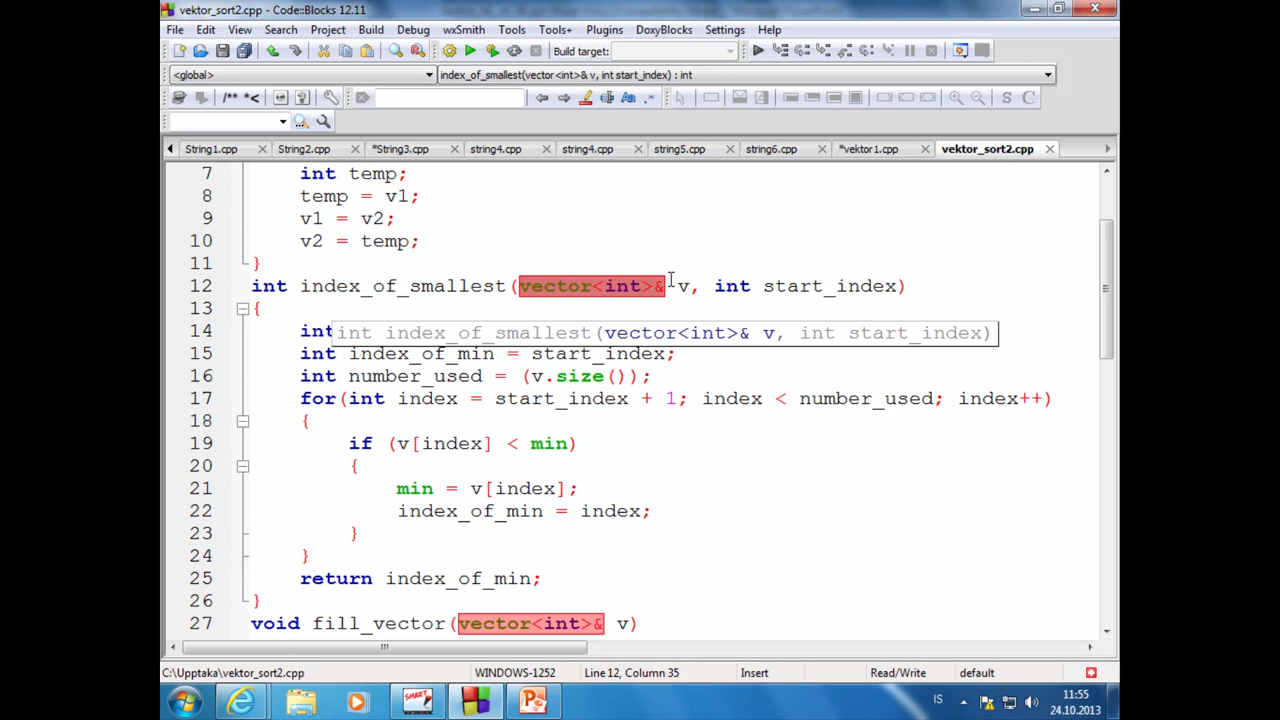 vektor_sort2.cpp - Code::Blocks 12.11
File Edit View Search Project Build Debug wxSmith Tools Tools+ Plugins DoxyBlocks Settings Help
Build target:
<global> index_of_smallest(vector<int>& v, int start_index) : int
/** *<
S C
String1.cpp String2.cpp *String3.cpp string4.cpp string4.cpp string5.cpp string6.cpp *vektor1.cpp vektor_sort2.cpp
7 int temp;
8 temp = v1;
9 v1 = v2;
10 v2 = temp;
11 }
12 int index_of_smallest(vector<int>& v, int start_index)
13 {
14 int
int index_of_smallest(vector<int>& v, int start_index)
15 int index_of_min = start_index;
16 int number_used = (v.size());
17 for(int index = start_index + 1; index < number_used; index++)
18 {
19 if (v[index] < min)
20 {
21 min = v[index];
22 index_of_min = index;
23 }
24 }
25 return index_of_min;
26 }
27 void fill_vector(vector<int>& v)
C:\Upptaka\vektor_sort2.cpp WINDOWS-1252 Line 12, Column 35 Insert Read/Write default
SMART IS 11:55
24.10.2013